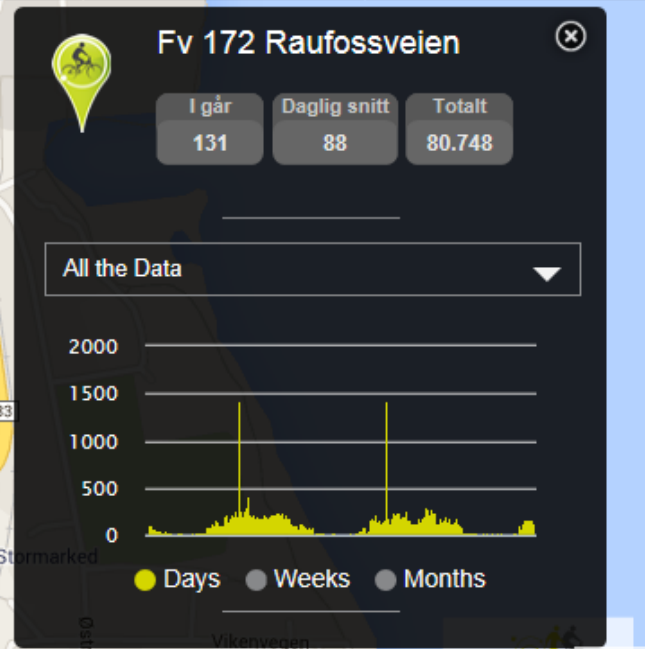 Fv 172 Raufossveien
I går
Daglig snitt
Totalt
131
88
80.748
All the Data
2000
1500
1000
500
0
33
Stormarked
Days
Weeks
Months
Vikenvegen